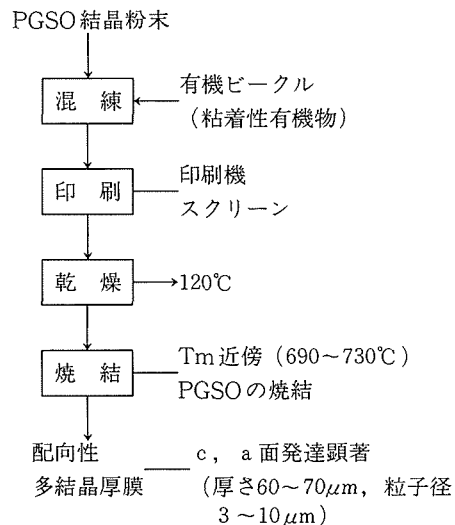 PGSO結晶粉末
混 練
有機ビークル
（粘着性有機物）
印 刷
印刷機
スクリーン
乾 燥
120℃
焼 結
Tm近傍（690～730℃）
PGSOの焼結
配向性
多結晶厚膜
c，a面発達顕著
（厚さ60～70μm，粒子径
3～10μm）